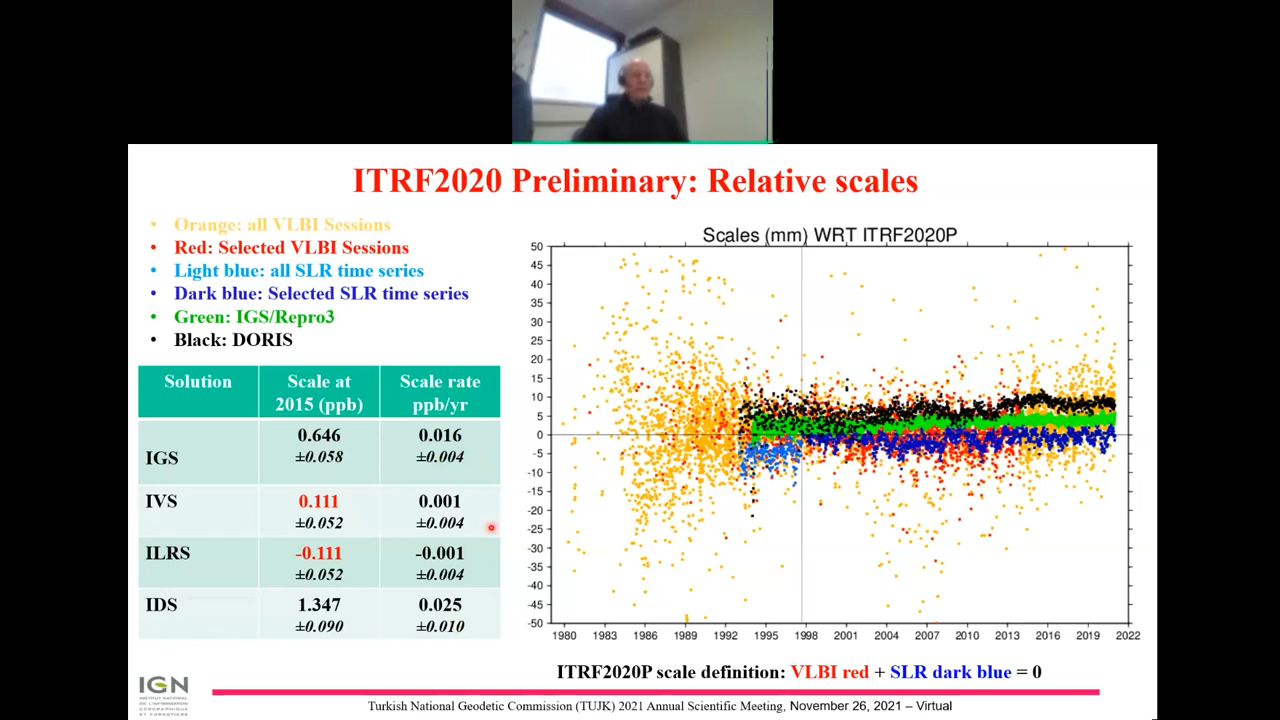 ITRF2020 Preliminary: Relative scales
• Orange: all VLBI Sessions
• Red: Selected VLBI Sessions
• Light blue: all SLR time series
• Dark blue: Selected SLR time series
• Green: IGS/Repro3
• Black: DORIS
Solution Scale at 2015 (ppb) Scale rate ppb/yr
IGS 0.646 ±0.058 0.016 ±0.004
IVS 0.111 ±0.052 0.001 ±0.004
ILRS -0.111 ±0.052 -0.001 ±0.004
IDS 1.347 ±0.090 0.025 ±0.010
Scales (mm) WRT ITRF2020P
50
45
40
35
30
25
20
15
10
5
0
-5
-10
-15
-20
-25
-30
-35
-40
-45
-50
1980 1983 1986 1989 1992 1995 1998 2001 2004 2007 2010 2013 2016 2019 2022
ITRF2020P scale definition: VLBI red + SLR dark blue = 0
IGN
INSTITUT NATIONAL
DE L'INFORMATION
GÉOGRAPHIQUE
ET FORESTIÈRE
Turkish National Geodetic Commission (TUJK) 2021 Annual Scientific Meeting, November 26, 2021 – Virtual